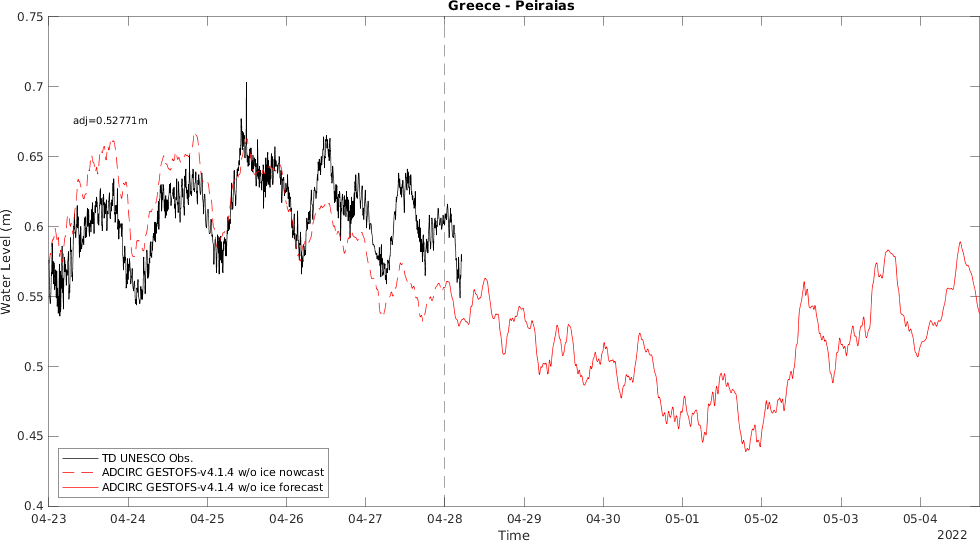 Greece - Peiraias
0.75
0.7
0.65
0.6
0.55
0.5
0.45
0.4
Water Level (m)
adj=0.52771m
TD UNESCO Obs.
ADCIRC GESTOFS-v4.1.4 w/o ice nowcast
ADCIRC GESTOFS-v4.1.4 w/o ice forecast
04-23 04-24 04-25 04-26 04-27 04-28 04-29 04-30 05-01 05-02 05-03 05-04
Time
2022